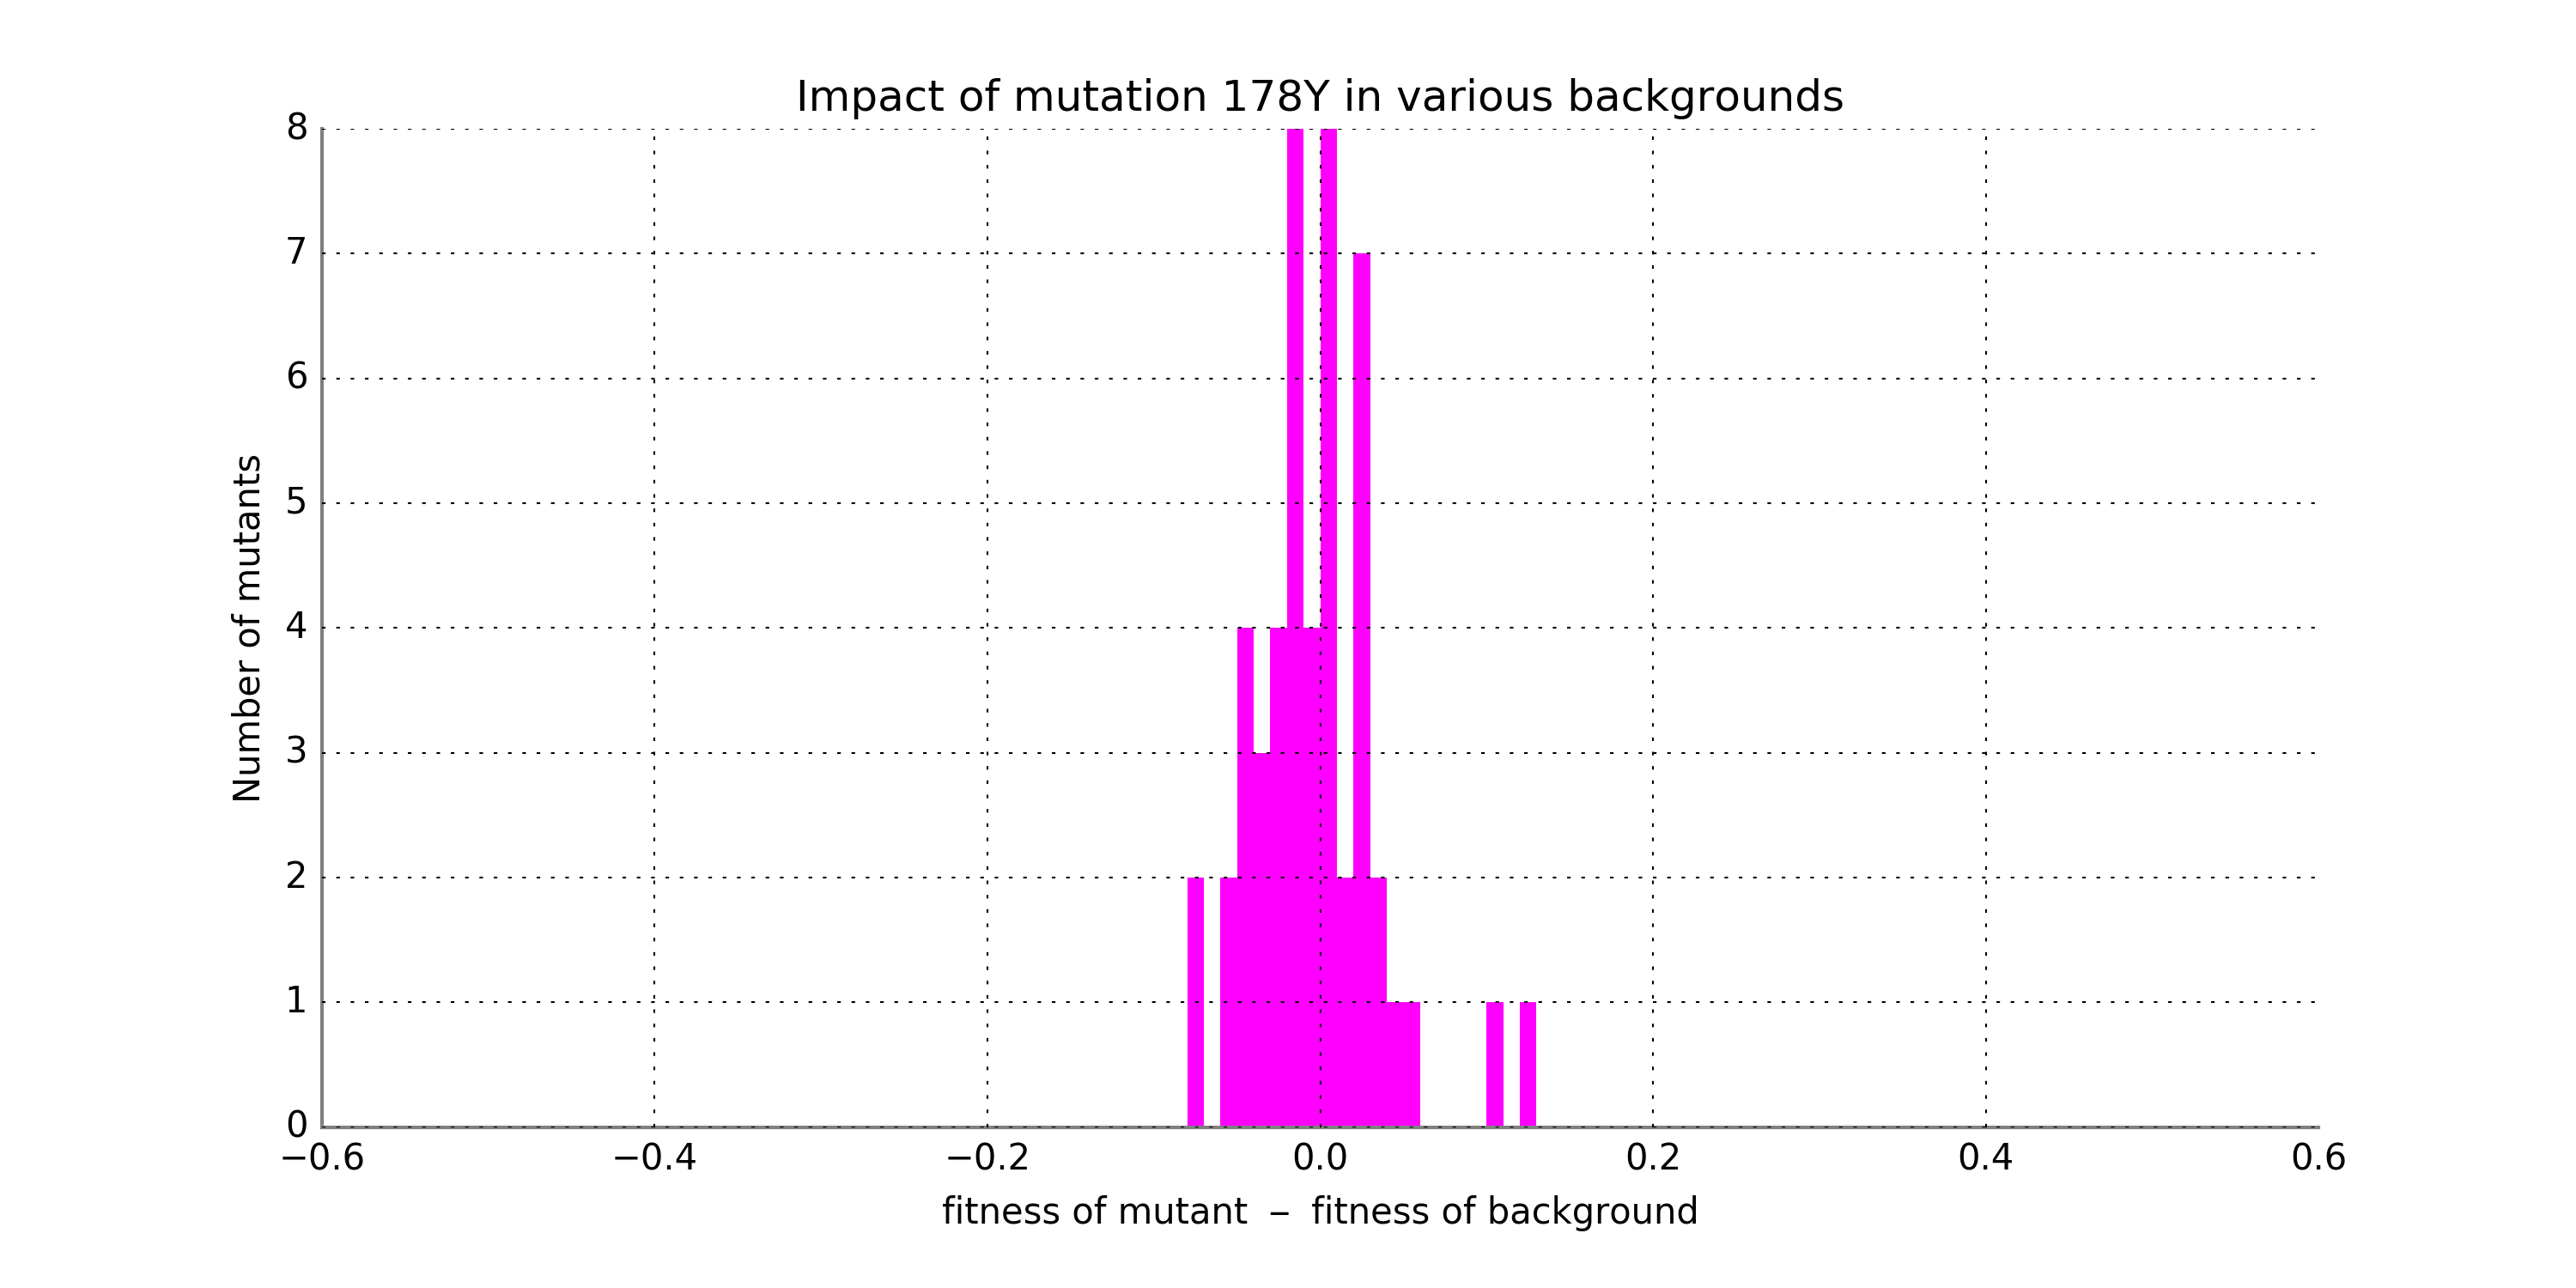 Impact of mutation 178Y in various backgrounds
8
7
6
5
4
3
2
1
0
Number of mutants
−0.6 −0.4 −0.2 0.0 0.2 0.4 0.6
fitness of mutant − fitness of background